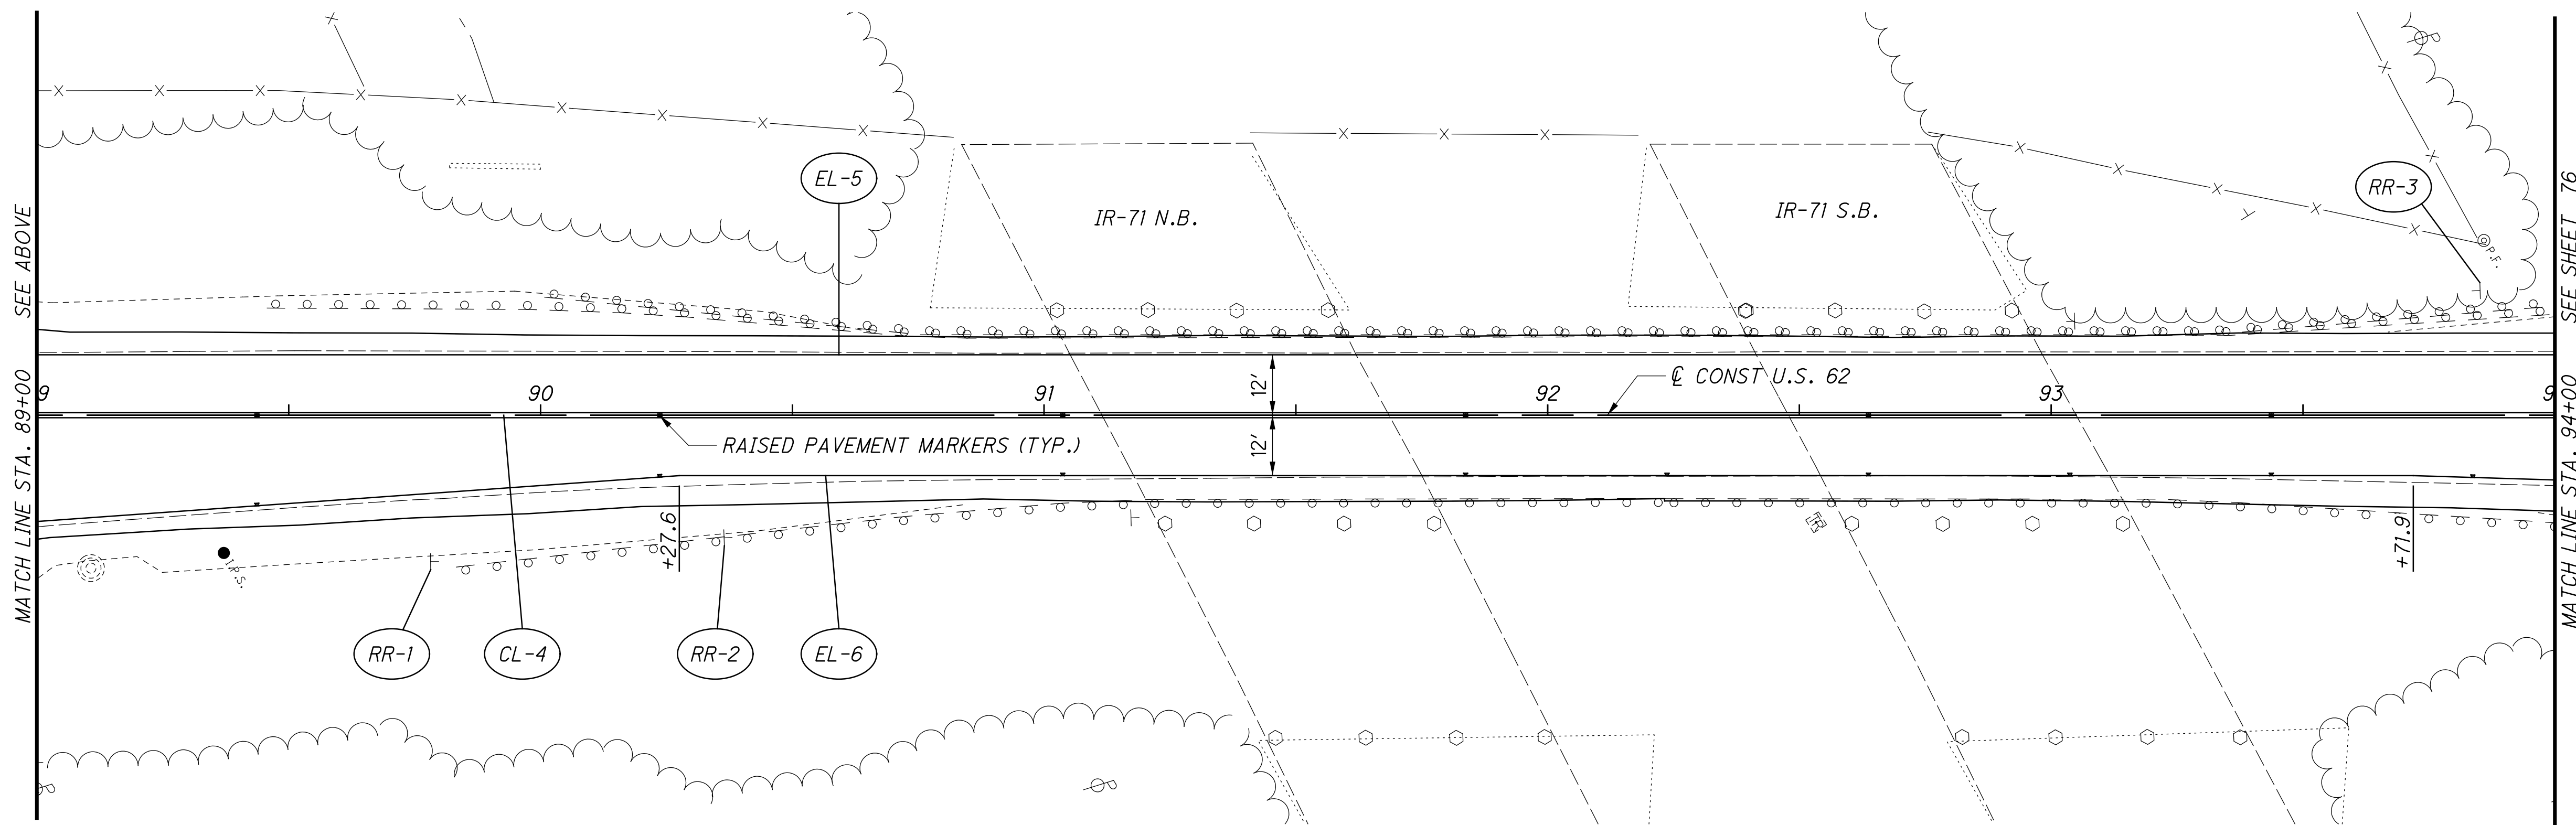 EL-5
IR-71 N.B.
IR-71 S.B.
RR-3
P.F.
SEE ABOVE
SEE SHEET 76
MATCH LINE STA. 89+00
MATCH LINE STA. 94+00
9
90
91
92
93
9
12'
12'
℄ CONST U.S. 62
RAISED PAVEMENT MARKERS (TYP.)
+27.6
+71.9
I.P.S.
RR-1
CL-4
RR-2
EL-6